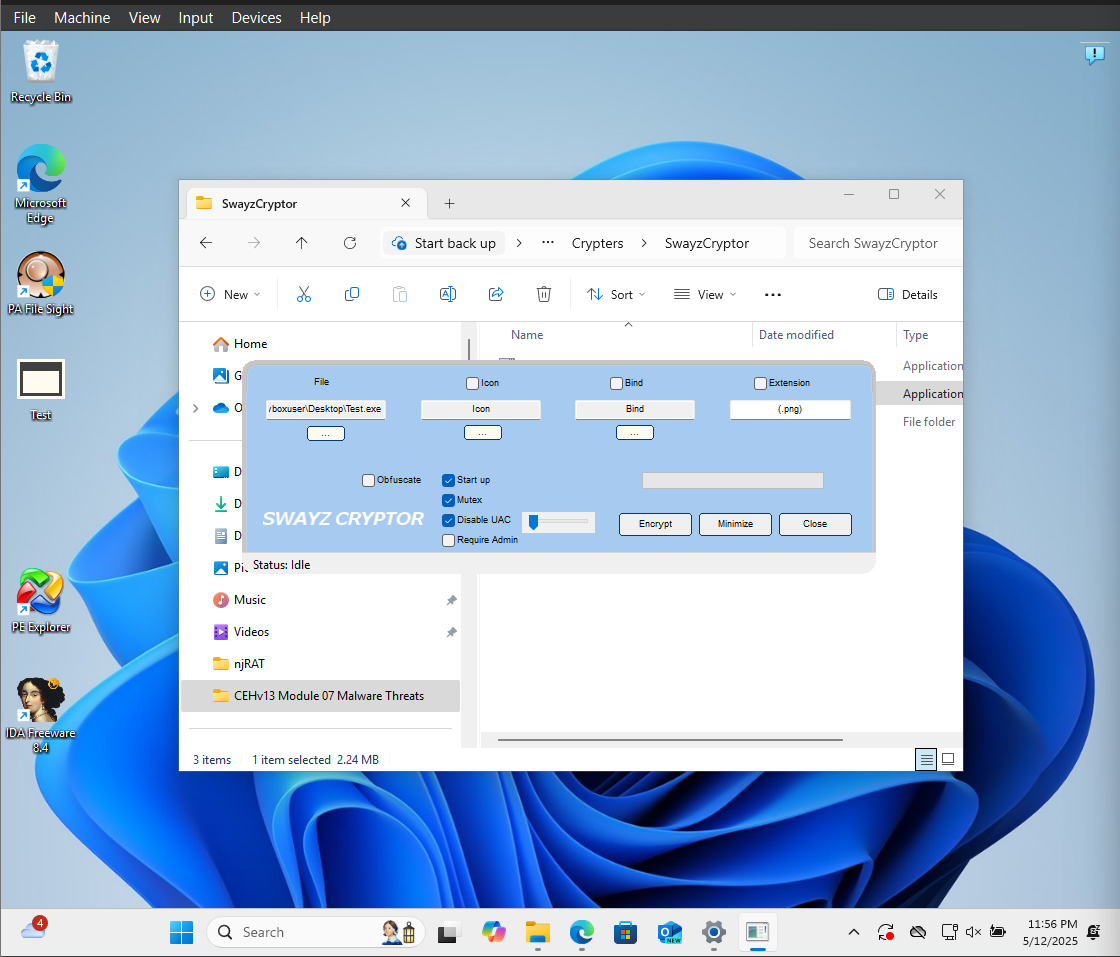 File Machine View Input Devices Help
Recycle Bin
Microsoft
Edge
PA File Sight
Test
PE Explorer
IDA Freeware
8.4
SwayzCryptor
Start back up
Crypters
SwayzCryptor
Search SwayzCryptor
New
Sort
View
Details
Name
Date modified
Type
Home
G
O
D
D
D
Pi
Music
Videos
njRAT
CEHv13 Module 07 Malware Threats
Application
Application
File folder
File
Icon
Bind
Extension
/boxuser\Desktop\Test.exe
Icon
Bind
(.png)
...
...
...
Obfuscate
Start up
Mutex
Disable UAC
Require Admin
SWAYZ CRYPTOR
Encrypt
Minimize
Close
Status: Idle
3 items
1 item selected 2.24 MB
4
Search
NEW
11:56 PM
5/12/2025